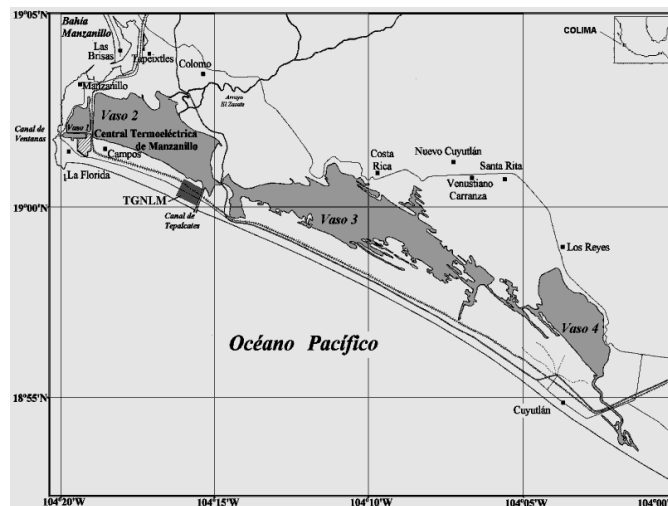 19°05'
Bahía
Manzanillo
Las
Brisas
Tapeixtles
Colomo
COLIMA
Manzanillo
Arroyo
El Zacate
Canal de
Ventanas
Vaso 1
Vaso 2
Central Termoeléctrica
de Manzanillo
Campos
La Florida
TGNLM
Canal de
Tepalcates
Costa
Rica
Nuevo Cuyutlán
Santa Rita
Venustiano
Carranza
19°00'N
Vaso 3
Los Reyes
Vaso 4
Océano Pacífico
18°55'N
Cuyutlán
104°20'W
104°15'W
104°10'W
104°05'W